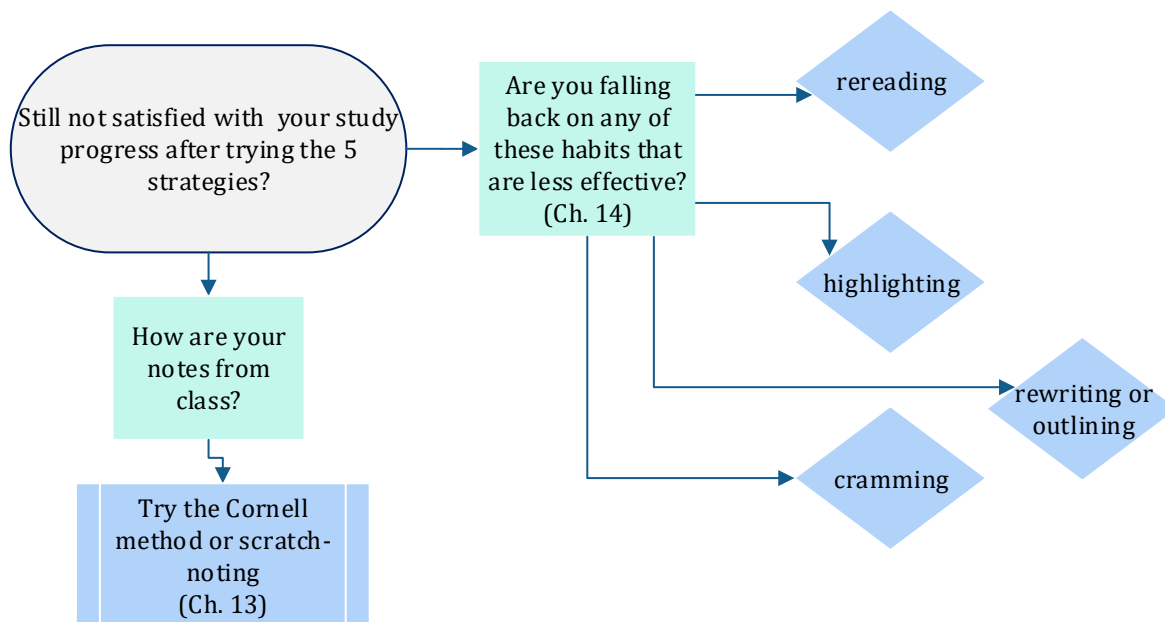 Still not satisfied with  your study
progress after trying the 5
strategies?
Are you falling
back on any of
these habits that
are less effective?
(Ch. 14)
rereading
highlighting
rewriting or
outlining
cramming
How are your
notes from
class?
Try the Cornell
method or scratch-
noting
(Ch. 13)